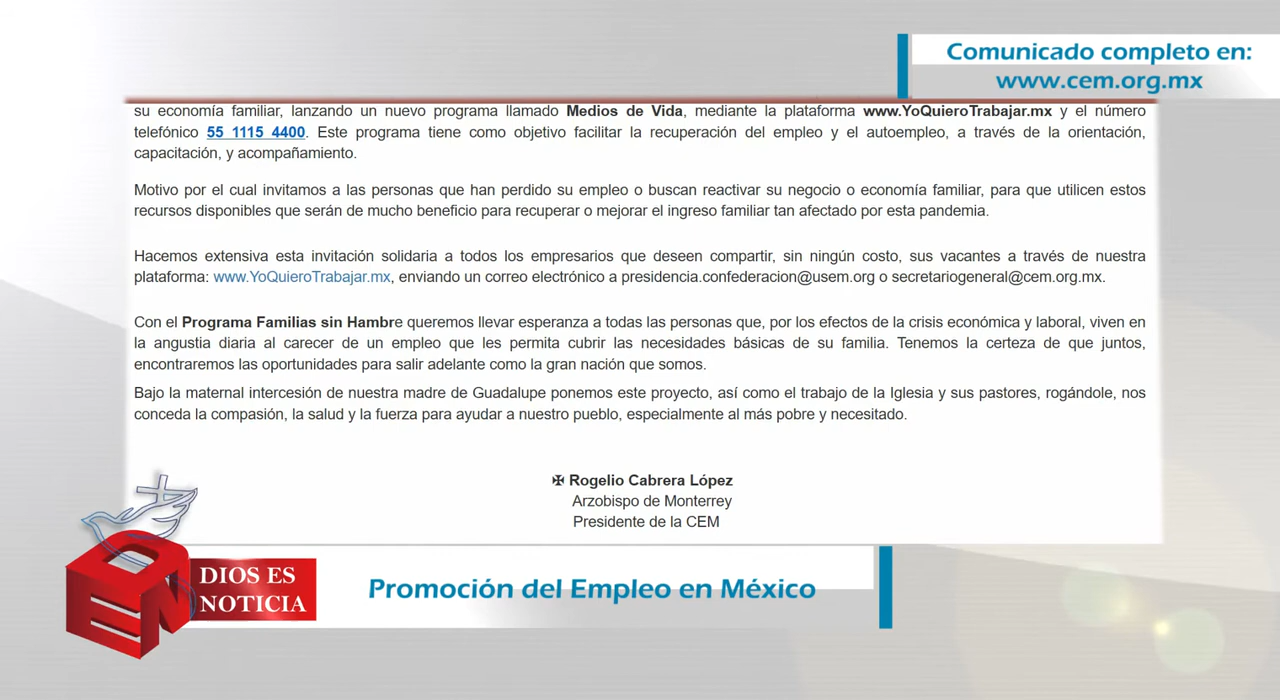 Comunicado completo en:
www.cem.org.mx
su economía familiar, lanzando un nuevo programa llamado Medios de Vida, mediante la plataforma www.YoQuieroTrabajar.mx y el número
telefónico 55 1115 4400. Este programa tiene como objetivo facilitar la recuperación del empleo y el autoempleo, a través de la orientación,
capacitación, y acompañamiento.
Motivo por el cual invitamos a las personas que han perdido su empleo o buscan reactivar su negocio o economía familiar, para que utilicen estos
recursos disponibles que serán de mucho beneficio para recuperar o mejorar el ingreso familiar tan afectado por esta pandemia.
Hacemos extensiva esta invitación solidaria a todos los empresarios que deseen compartir, sin ningún costo, sus vacantes a través de nuestra
plataforma: www.YoQuieroTrabajar.mx, enviando un correo electrónico a presidencia.confederacion@usem.org o secretariogeneral@cem.org.mx.
Con el Programa Familias sin Hambre queremos llevar esperanza a todas las personas que, por los efectos de la crisis económica y laboral, viven en
la angustia diaria al carecer de un empleo que les permita cubrir las necesidades básicas de su familia. Tenemos la certeza de que juntos,
encontraremos las oportunidades para salir adelante como la gran nación que somos.
Bajo la maternal intercesión de nuestra madre de Guadalupe ponemos este proyecto, así como el trabajo de la Iglesia y sus pastores, rogándole, nos
conceda la compasión, la salud y la fuerza para ayudar a nuestro pueblo, especialmente al más pobre y necesitado.
✠ Rogelio Cabrera López
Arzobispo de Monterrey
Presidente de la CEM
DEN
DIOS ES
NOTICIA
Promoción del Empleo en México